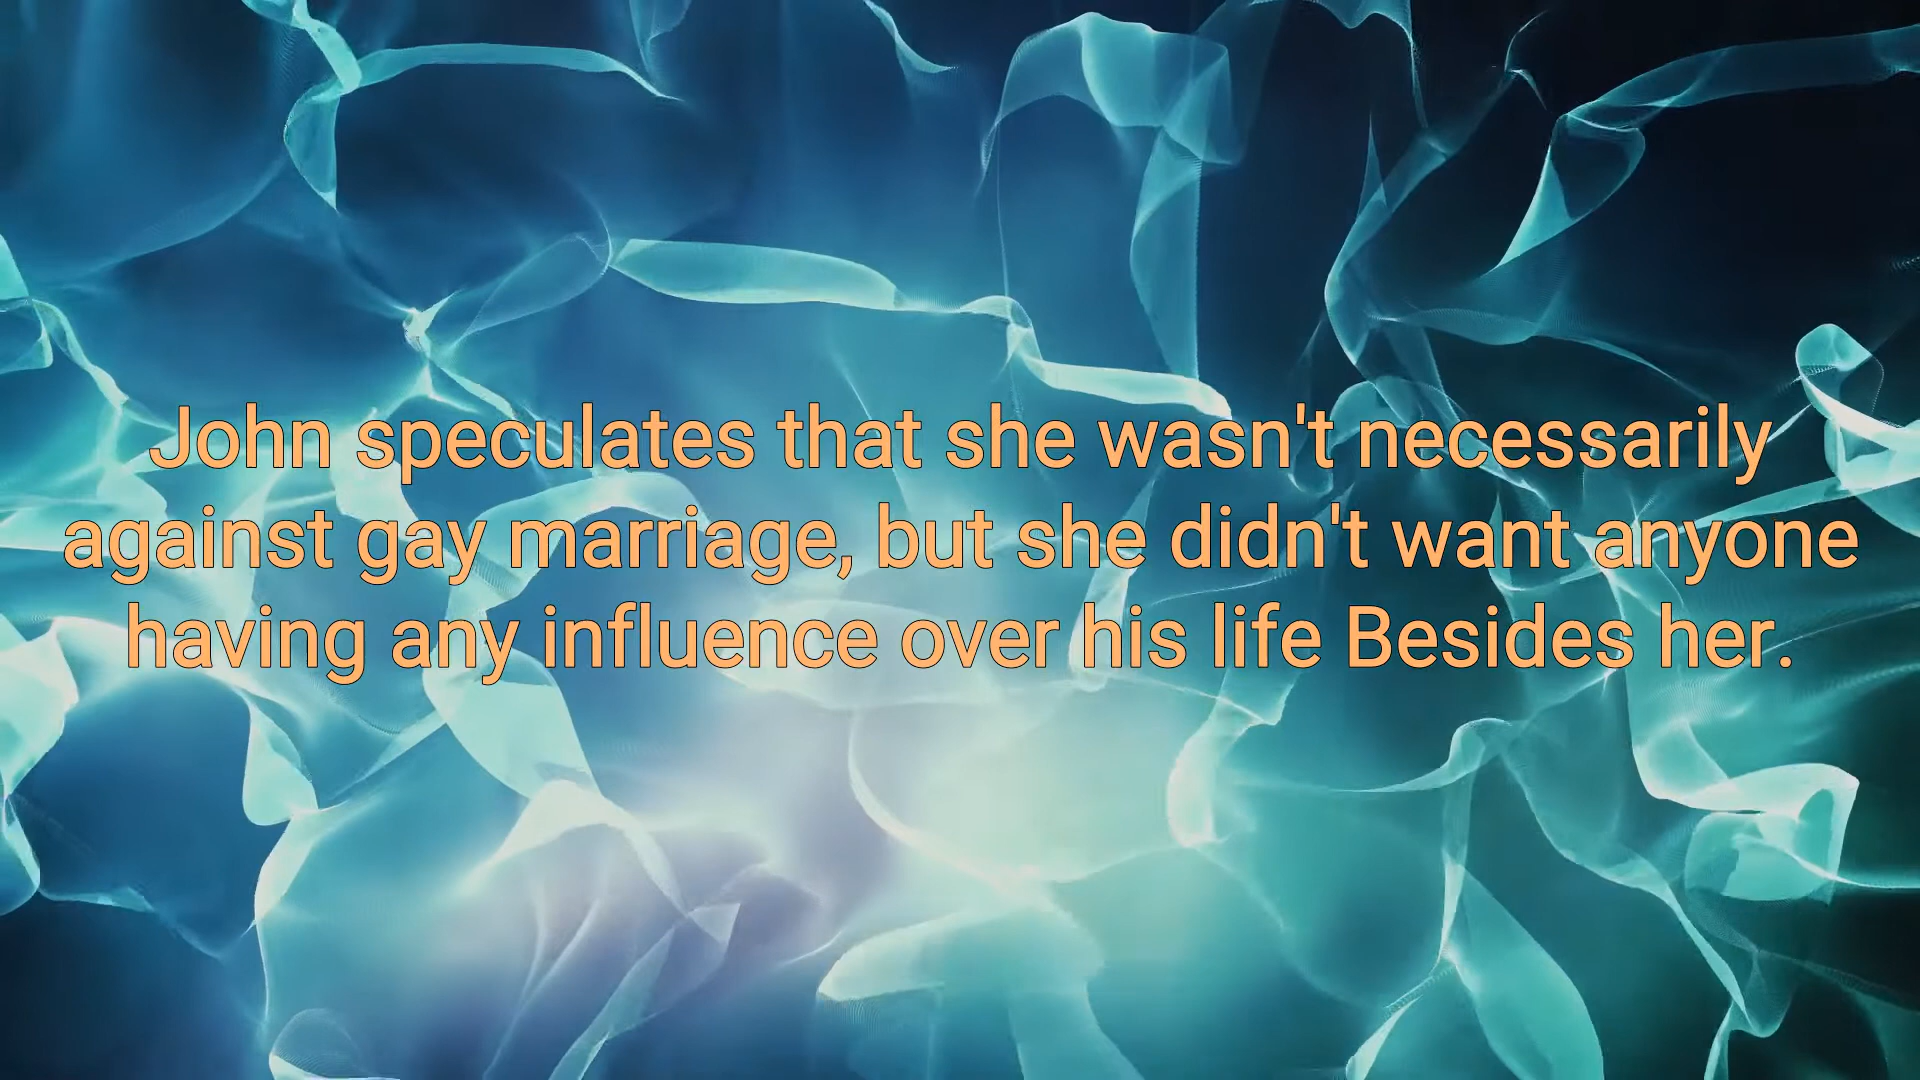 John speculates that she wasn't necessarily
against gay marriage, but she didn't want anyone
having any influence over his life Besides her.